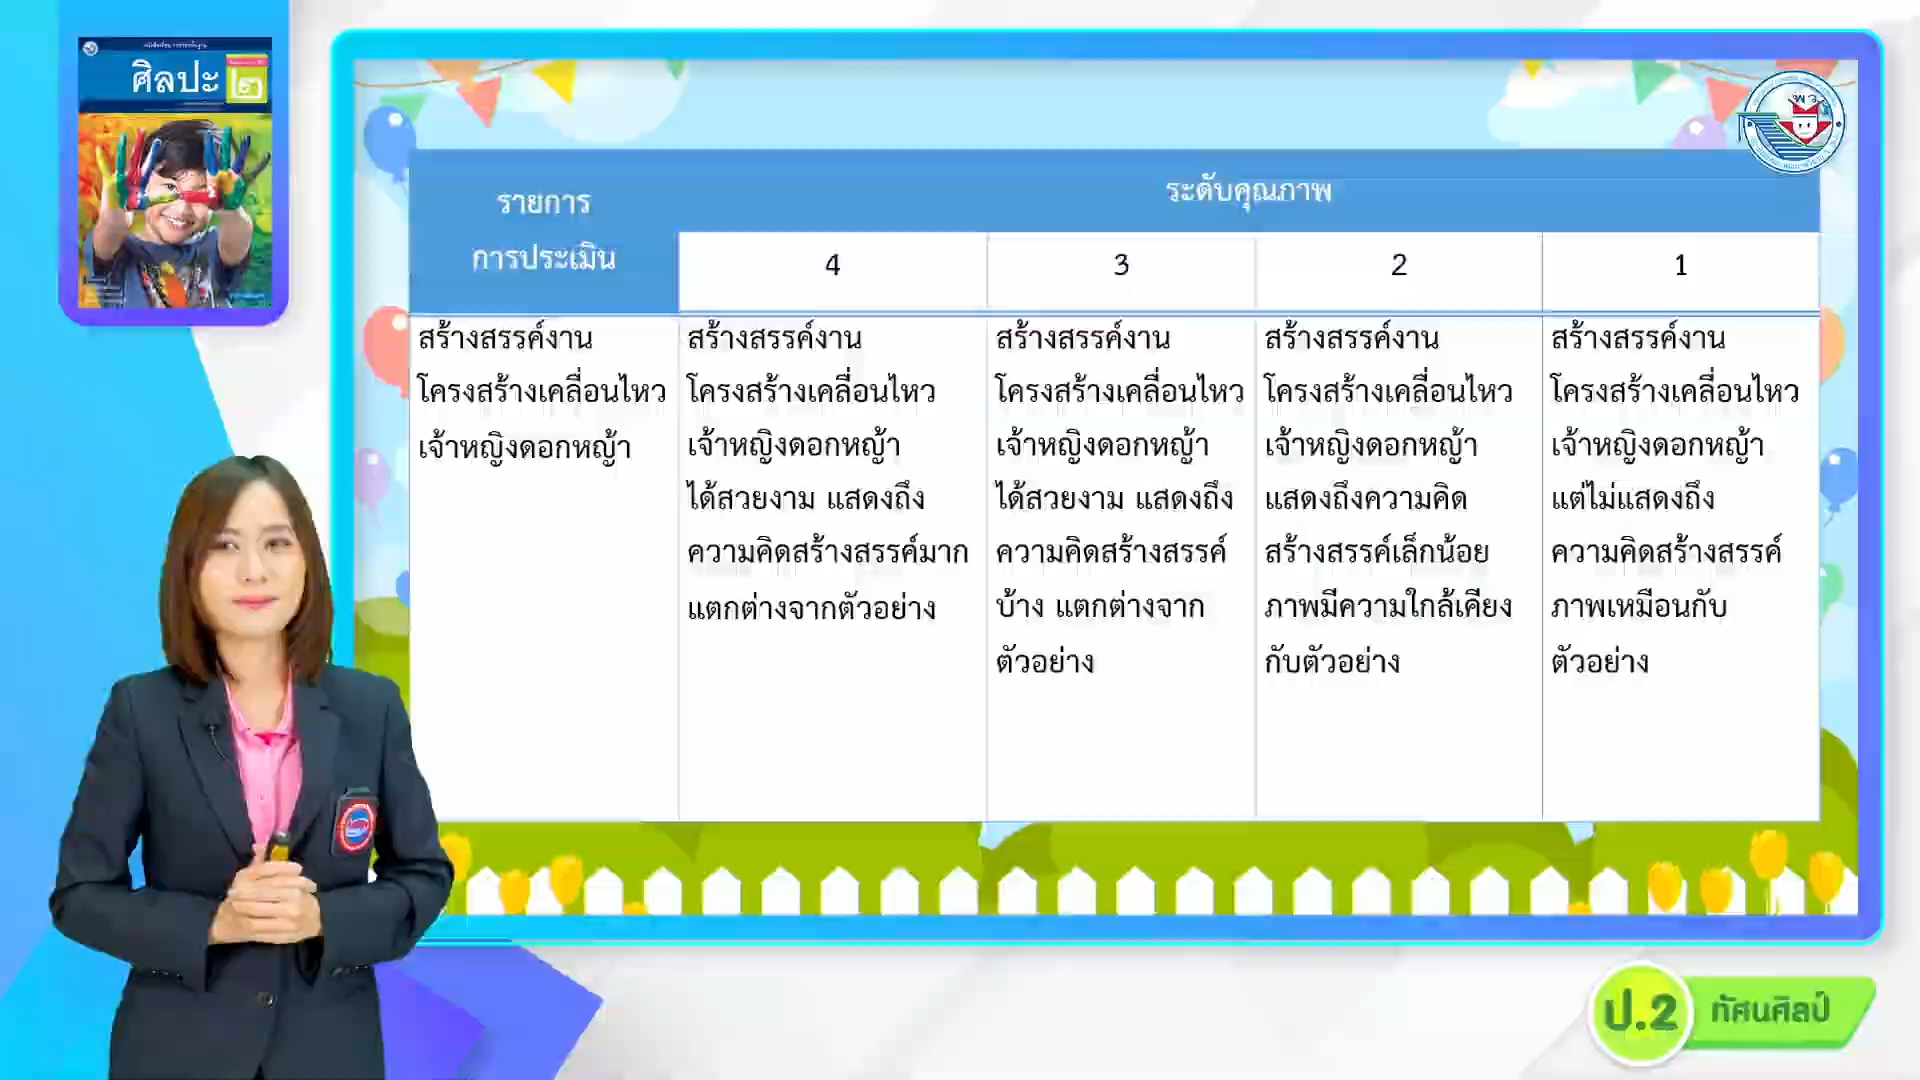 ศิลปะ
๒
พว
รายการ
การประเมิน
ระดับคุณภาพ
4
3
2
1
สร้างสรรค์งาน
โครงสร้างเคลื่อนไหว
เจ้าหญิงดอกหญ้า
สร้างสรรค์งาน
โครงสร้างเคลื่อนไหว
เจ้าหญิงดอกหญ้า
ได้สวยงาม แสดงถึง
ความคิดสร้างสรรค์มาก
แตกต่างจากตัวอย่าง
สร้างสรรค์งาน
โครงสร้างเคลื่อนไหว
เจ้าหญิงดอกหญ้า
ได้สวยงาม แสดงถึง
ความคิดสร้างสรรค์
บ้าง แตกต่างจาก
ตัวอย่าง
สร้างสรรค์งาน
โครงสร้างเคลื่อนไหว
เจ้าหญิงดอกหญ้า
แสดงถึงความคิด
สร้างสรรค์เล็กน้อย
ภาพมีความใกล้เคียง
กับตัวอย่าง
สร้างสรรค์งาน
โครงสร้างเคลื่อนไหว
เจ้าหญิงดอกหญ้า
แต่ไม่แสดงถึง
ความคิดสร้างสรรค์
ภาพเหมือนกับ
ตัวอย่าง
ป.2
ทัศนศิลป์